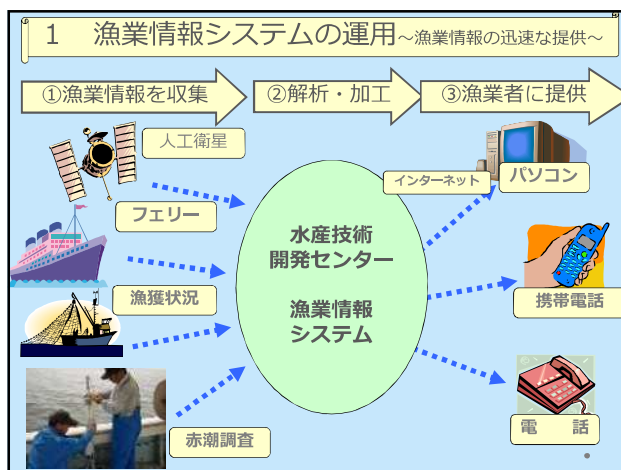 1 漁業情報システムの運用～漁業情報の迅速な提供～
①漁業情報を収集
②解析・加工
③漁業者に提供
人工衛星
フェリー
漁獲状況
赤潮調査
水産技術
開発センター
漁業情報
システム
インターネット
パソコン
携帯電話
電 話